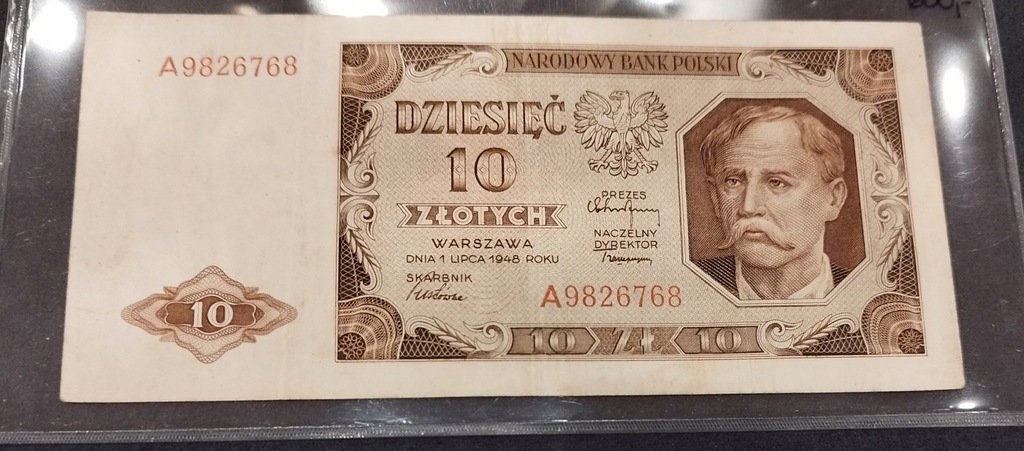 A9826768
NARODOWY BANK POLSKI
DZIESIĘĆ
10
ZŁOTYCH
WARSZAWA
DNIA 1 LIPCA 1948 ROKU
SKARBNIK
PREZES
NACZELNY
DYREKTOR
A9826768
10
10 ZŁ 10